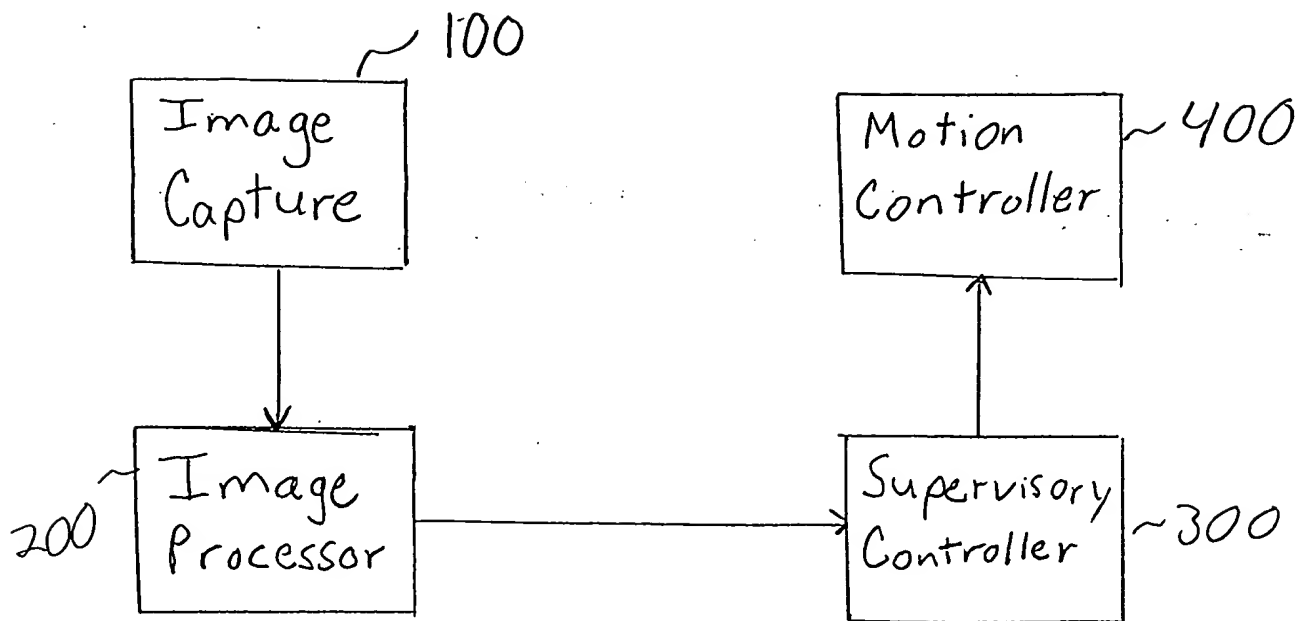 100
Image
Capture
Motion
Controller
400
200
Image
Processor
Supervisory
Controller
300